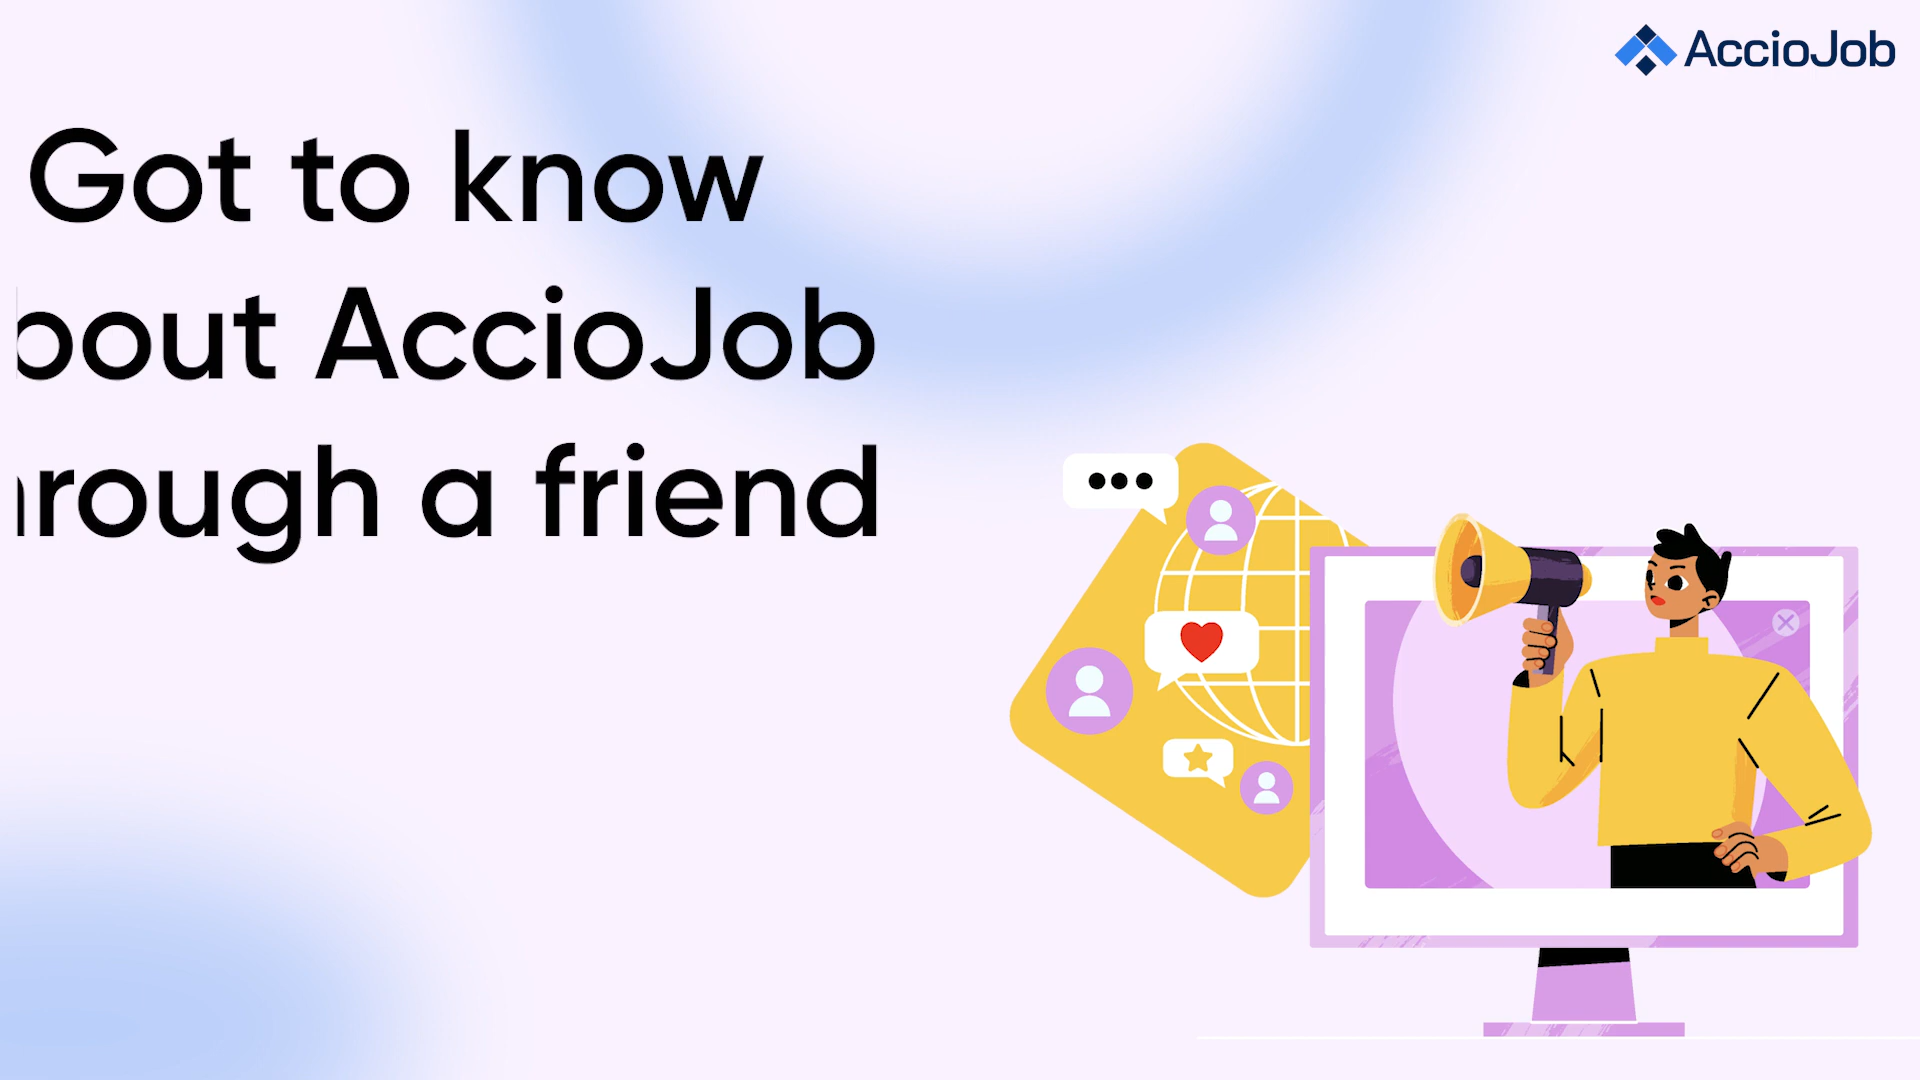 AccioJob
Got to know
bout AccioJob
rough a friend